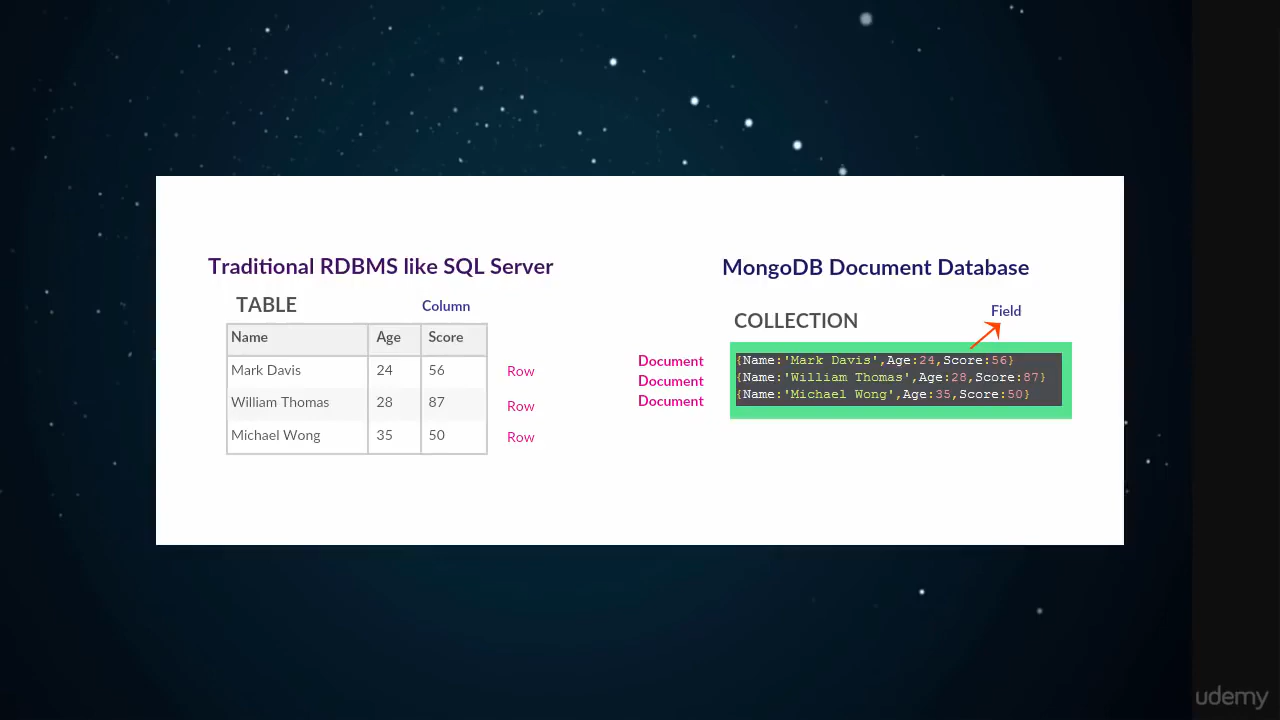 Traditional RDBMS like SQL Server
TABLE
Column
Name Age Score
Mark Davis 24 56 Row
William Thomas 28 87 Row
Michael Wong 35 50 Row
MongoDB Document Database
COLLECTION
Field
Document {Name:'Mark Davis',Age:24,Score:56}
Document {Name:'William Thomas',Age:28,Score:87}
Document {Name:'Michael Wong',Age:35,Score:50}
udemy